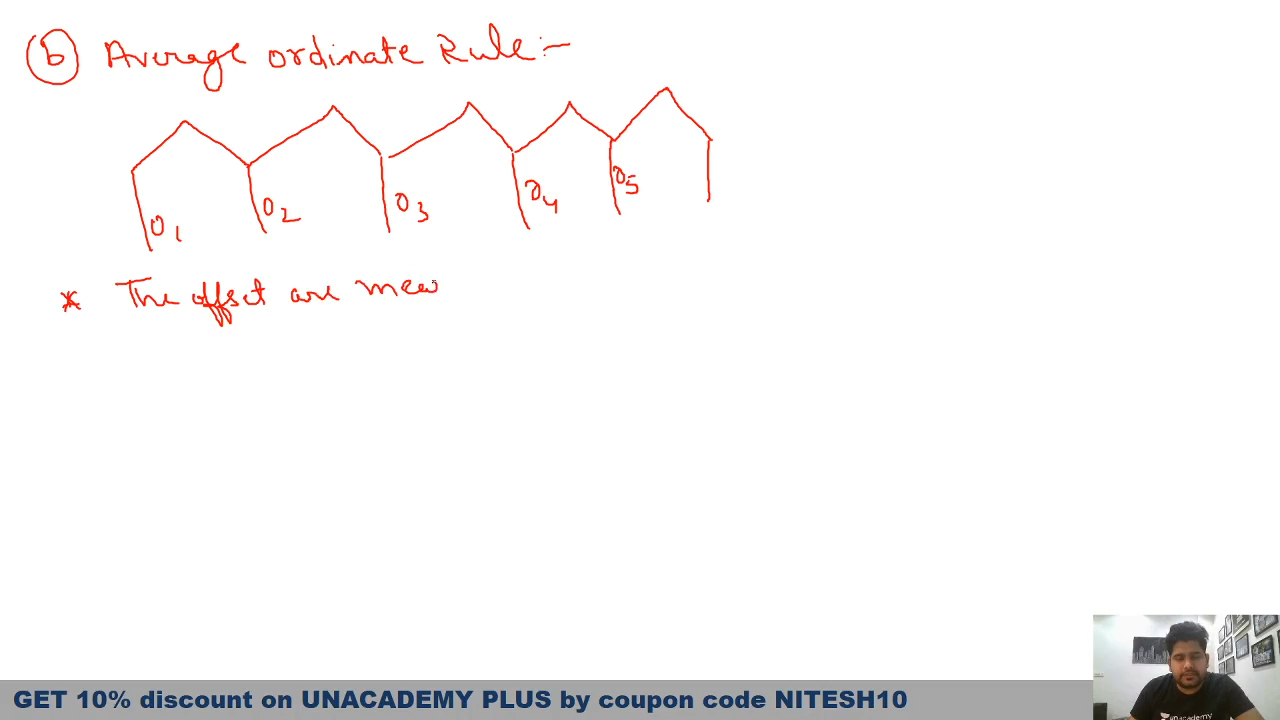 (b) Average ordinate Rule:-
O1 O2 O3 O4 O5
* The offset are mea
unacademy
GET 10% discount on UNACADEMY PLUS by coupon code NITESH10